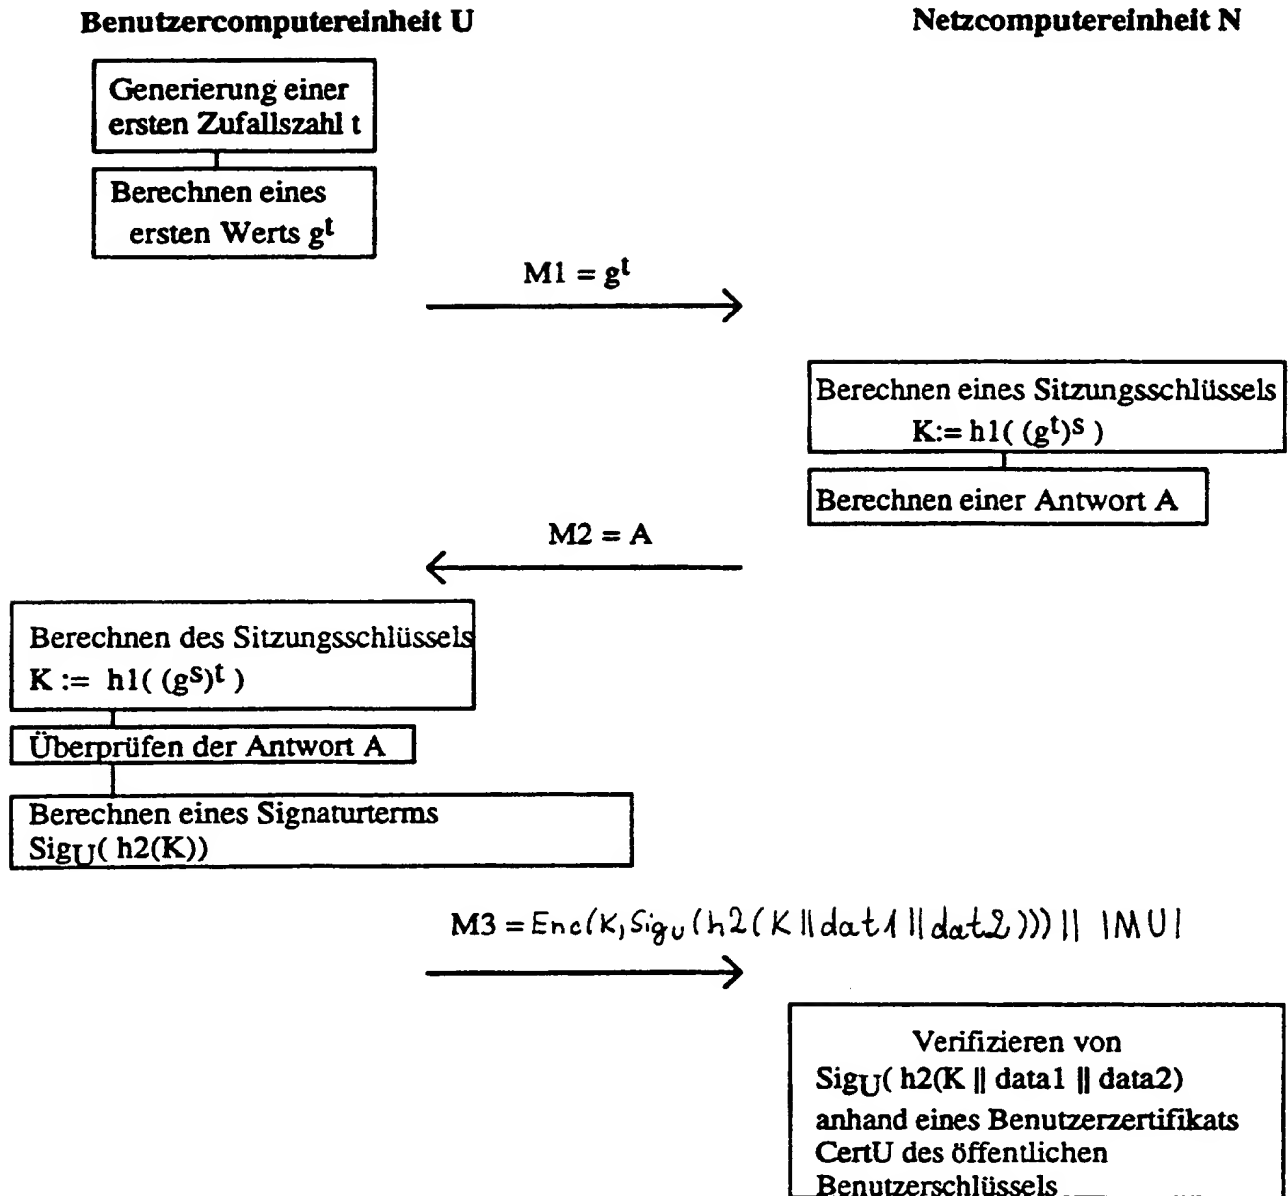 Benutzercomputereinheit U
Netzcomputereinheit N
Generierung einer
ersten Zufallszahl t
Berechnen eines
ersten Werts g^t
M1 = g^t
Berechnen eines Sitzungsschlüssels
K:= h1( (g^t)^s )
Berechnen einer Antwort A
M2 = A
Berechnen des Sitzungsschlüssels
K := h1( (g^s)^t )
Überprüfen der Antwort A
Berechnen eines Signaturterms
Sig_U( h2(K))
M3 = Enc(K, Sig_U (h2(K || dat1 || dat2))) || IMUI
Verifizieren von
Sig_U( h2(K || data1 || data2)
anhand eines Benutzerzertifikats
CertU des öffentlichen
Benutzerschlüssels